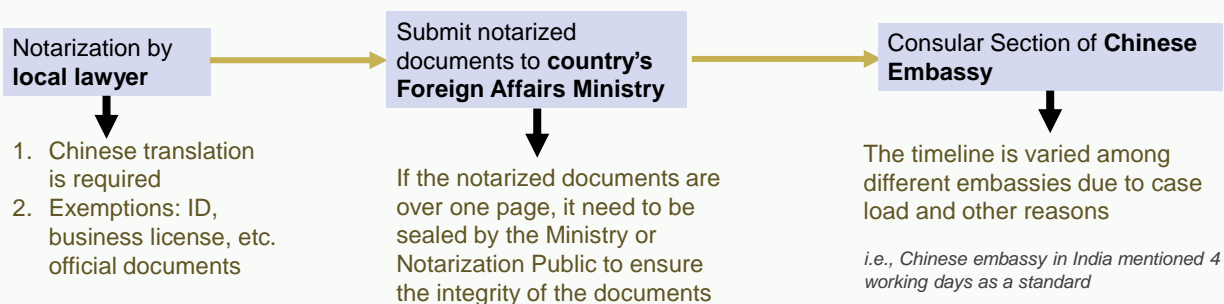 Notarization by
local lawyer
1. Chinese translation
is required
2. Exemptions: ID,
business license, etc.
official documents
Submit notarized
documents to country's
Foreign Affairs Ministry
If the notarized documents are
over one page, it need to be
sealed by the Ministry or
Notarization Public to ensure
the integrity of the documents
Consular Section of Chinese
Embassy
The timeline is varied among
different embassies due to case
load and other reasons
i.e., Chinese embassy in India mentioned 4
working days as a standard